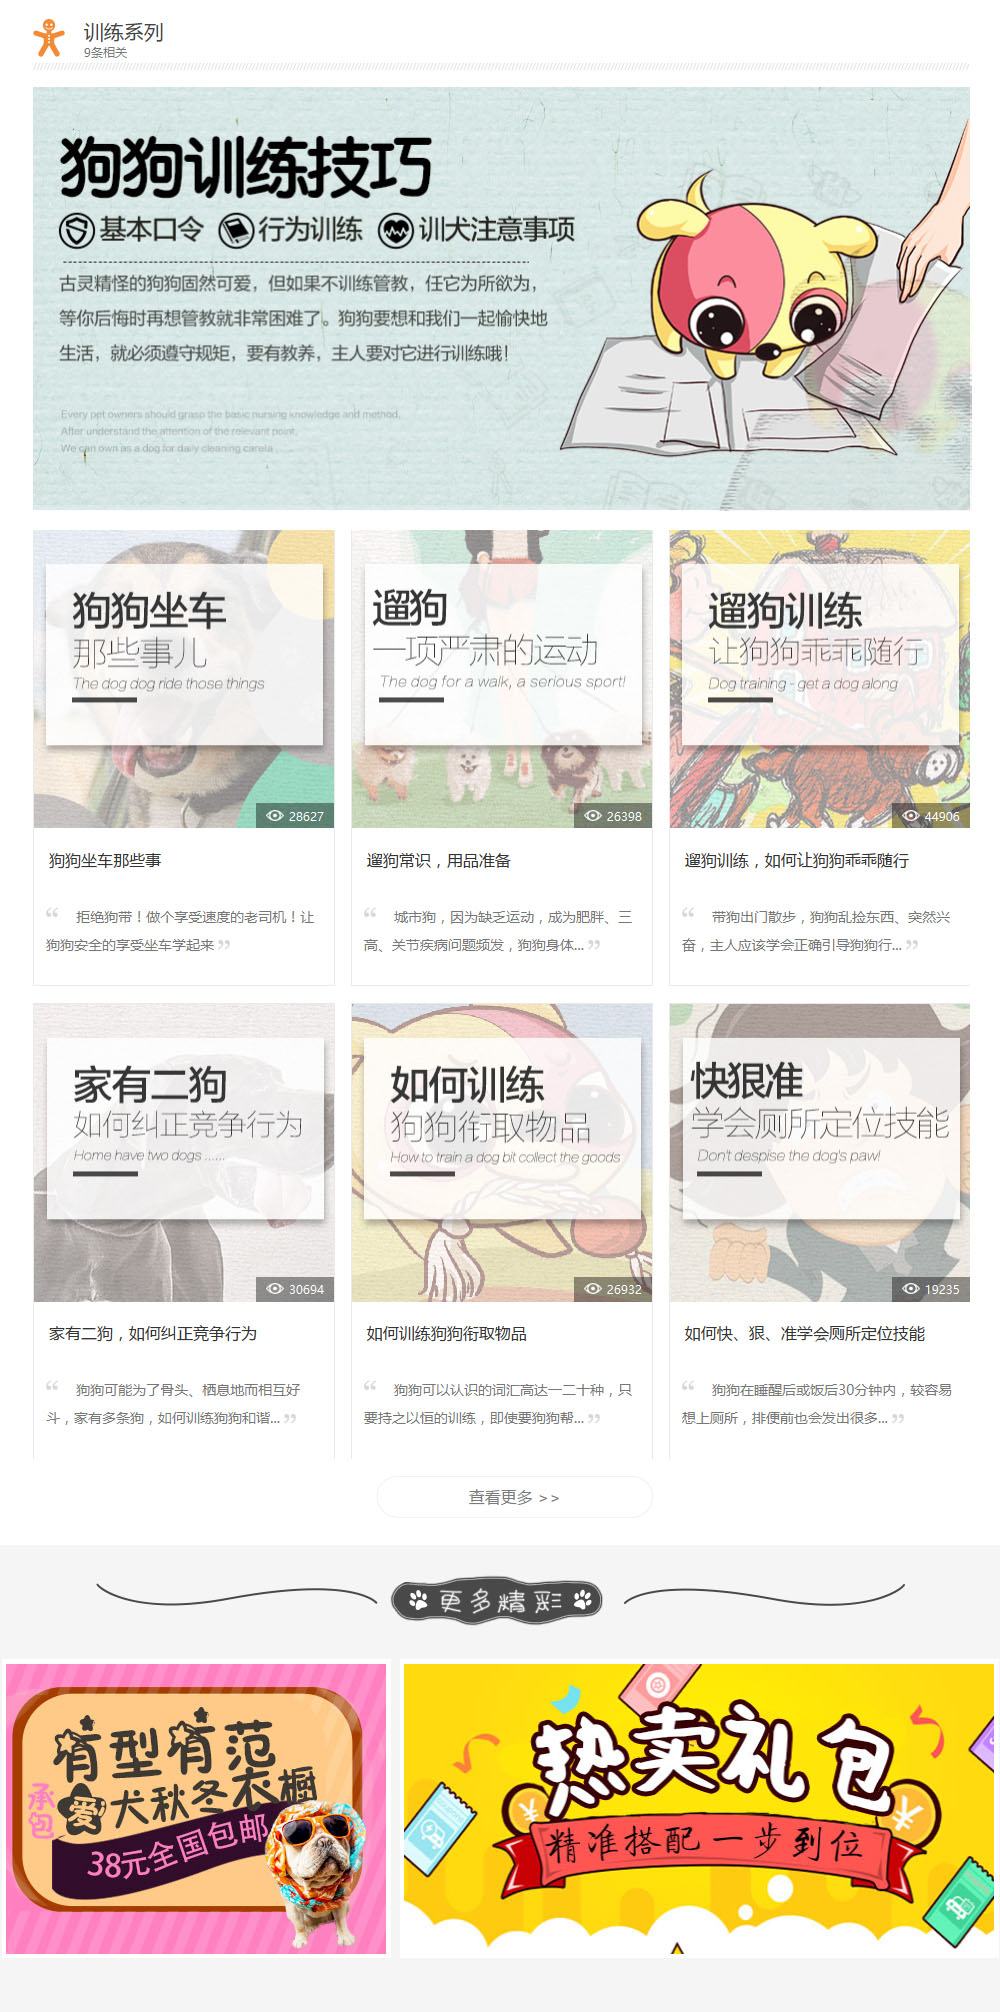 训练系列
9条相关
狗狗训练技巧
基本口令 行为训练 训犬注意事项
古灵精怪的狗狗固然可爱，但如果不训练管教，任它为所欲为，
等你后悔时再想管教就非常困难了。狗狗要想和我们一起愉快地
生活，就必须遵守规矩，要有教养，主人要对它进行训练哦！
Every pet owners should grasp the basic nursing knowledge and method,
After understand the attention of the relevant point,
We can own as a dog for daily cleaning carela .
狗狗坐车
那些事儿
The dog dog ride those things
28627
狗狗坐车那些事
“ 拒绝狗带！做个享受速度的老司机！让
狗狗安全的享受坐车学起来 ”
遛狗
一项严肃的运动
The dog for a walk, a serious sport!
26398
遛狗常识，用品准备
“ 城市狗，因为缺乏运动，成为肥胖、三
高、关节疾病问题频发，狗狗身体... ”
遛狗训练
让狗狗乖乖随行
Dog training - get a dog along
44906
遛狗训练，如何让狗狗乖乖随行
“ 带狗出门散步，狗狗乱捡东西、突然兴
奋，主人应该学会正确引导狗狗行... ”
家有二狗
如何纠正竞争行为
Home have two dogs ......
30694
家有二狗，如何纠正竞争行为
“ 狗狗可能为了骨头、栖息地而相互好
斗，家有多条狗，如何训练狗狗和谐... ”
如何训练
狗狗衔取物品
How to train a dog bit collect the goods
26932
如何训练狗狗衔取物品
“ 狗狗可以认识的词汇高达一二十种，只
要持之以恒的训练，即使要狗狗帮... ”
快狠准
学会厕所定位技能
Don't despise the dog's paw!
19235
如何快、狠、准学会厕所定位技能
“ 狗狗在睡醒后或饭后30分钟内，较容易
想上厕所，排便前也会发出很多... ”
查看更多 >>
更多精彩
有型有范
承包
爱犬秋冬衣橱
38元全国包邮
热卖礼包
精准搭配一步到位